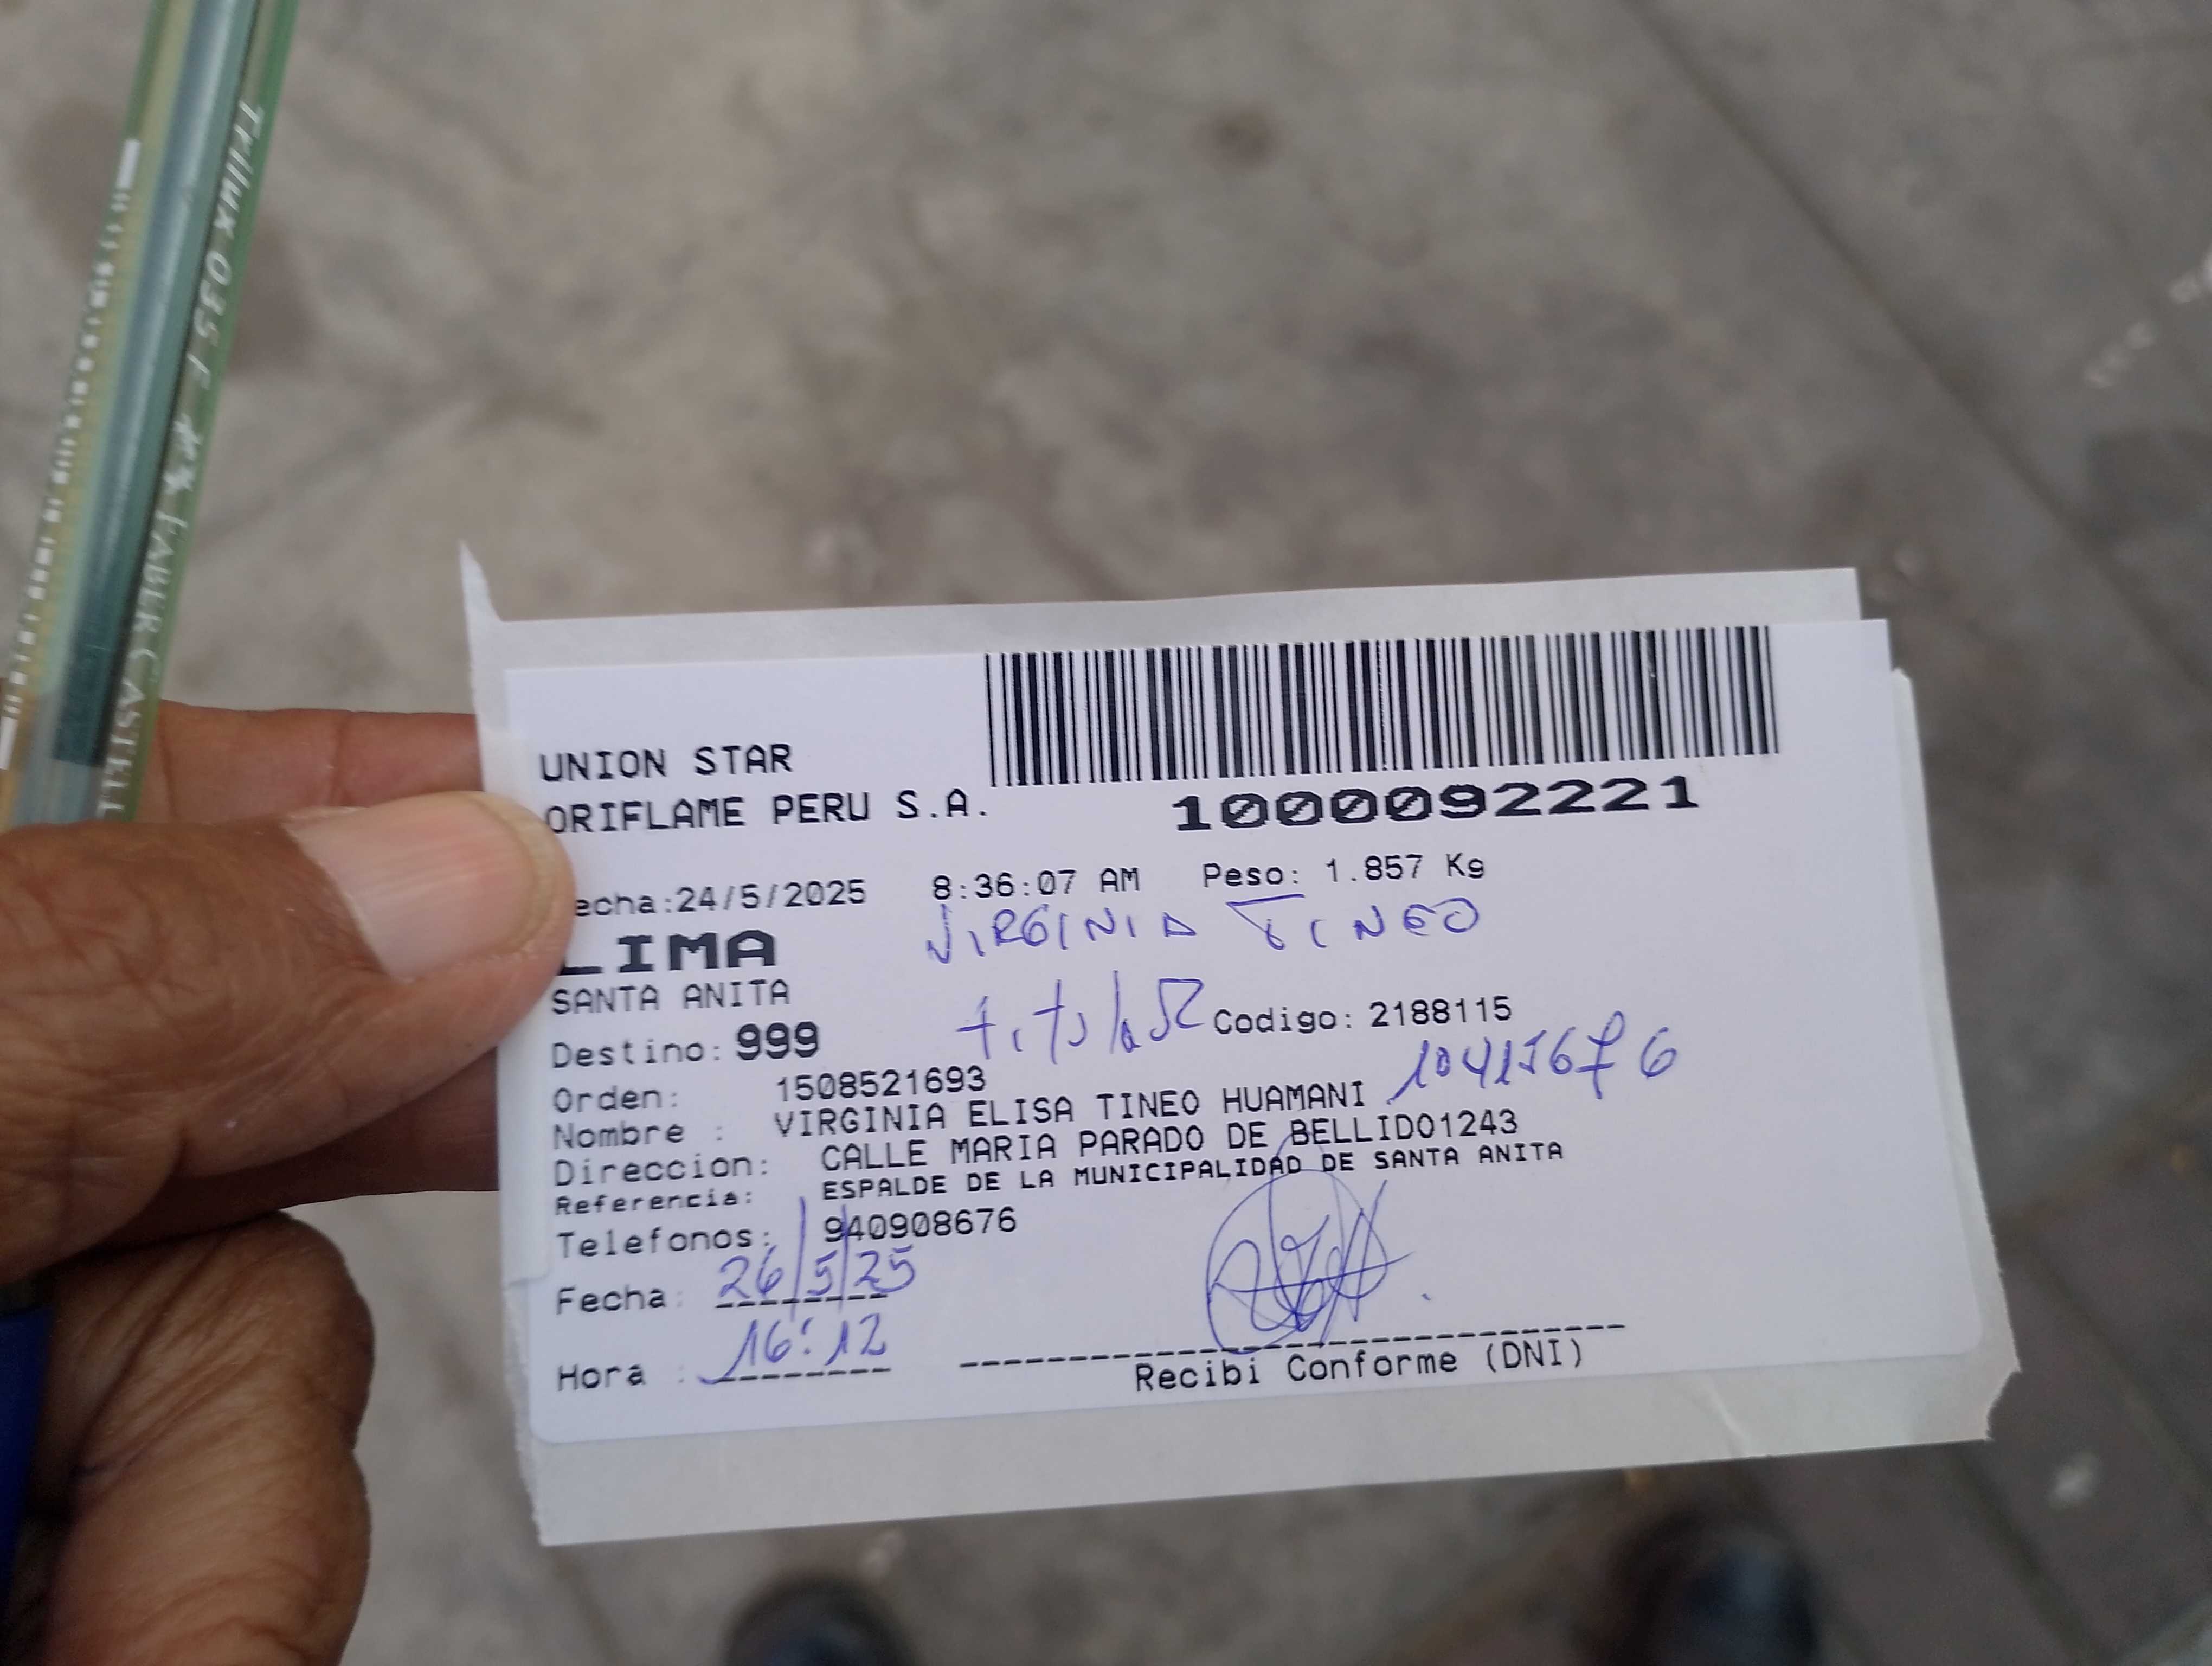 Trilux 035 F FABER CASTELL
UNION STAR
ORIFLAME PERU S.A.
1000092221
echa:24/5/2025 8:36:07 AM Peso: 1.857 Kg
LIMA
VIRGINIA TINEO
SANTA ANITA
titular
Codigo: 2188115
Destino: 999
Orden: 1508521693
Nombre : VIRGINIA ELISA TINEO HUAMANI
Direccion: CALLE MARIA PARADO DE BELLIDO1243
Referencia: ESPALDE DE LA MUNICIPALIDAD DE SANTA ANITA
Telefonos: 940908676
Fecha: 26/5/25
Hora : 16:12
Recibi Conforme (DNI)